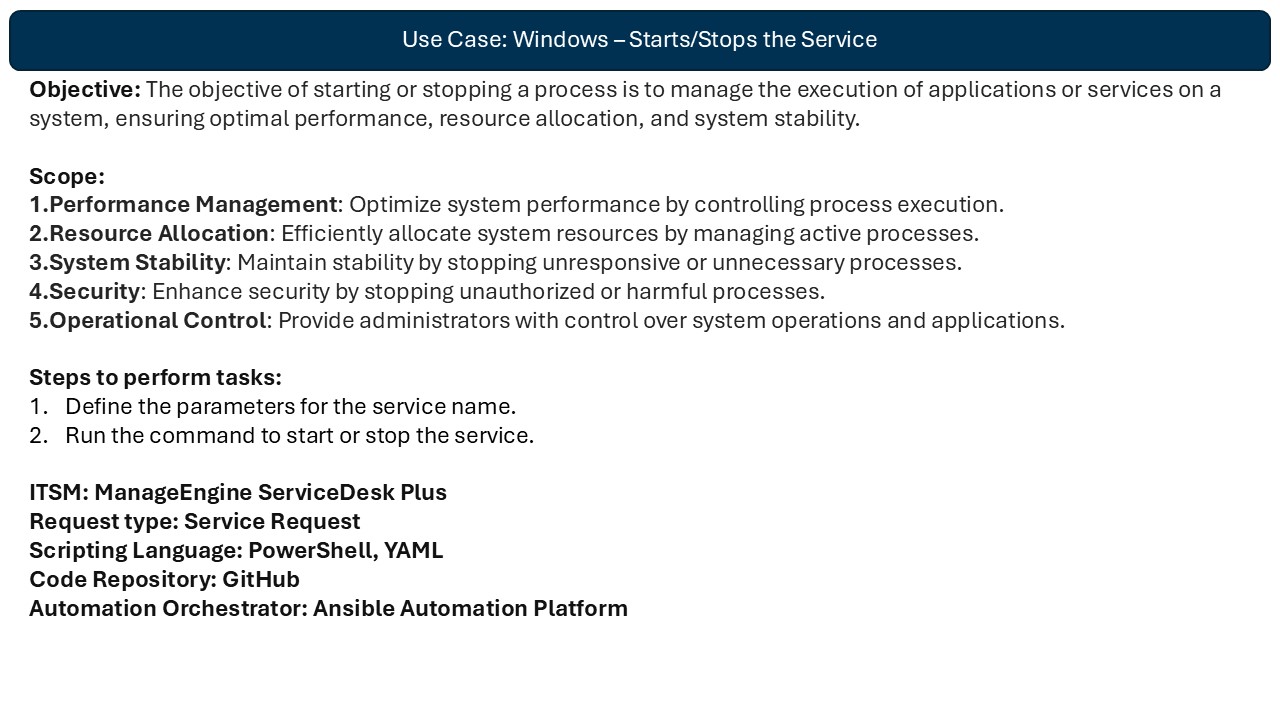 Use Case: Windows – Starts/Stops the Service
Objective: The objective of starting or stopping a process is to manage the execution of applications or services on a
system, ensuring optimal performance, resource allocation, and system stability.
Scope:
1.Performance Management: Optimize system performance by controlling process execution.
2.Resource Allocation: Efficiently allocate system resources by managing active processes.
3.System Stability: Maintain stability by stopping unresponsive or unnecessary processes.
4.Security: Enhance security by stopping unauthorized or harmful processes.
5.Operational Control: Provide administrators with control over system operations and applications.
Steps to perform tasks:
1. Define the parameters for the service name.
2. Run the command to start or stop the service.
ITSM: ManageEngine ServiceDesk Plus
Request type: Service Request
Scripting Language: PowerShell, YAML
Code Repository: GitHub
Automation Orchestrator: Ansible Automation Platform